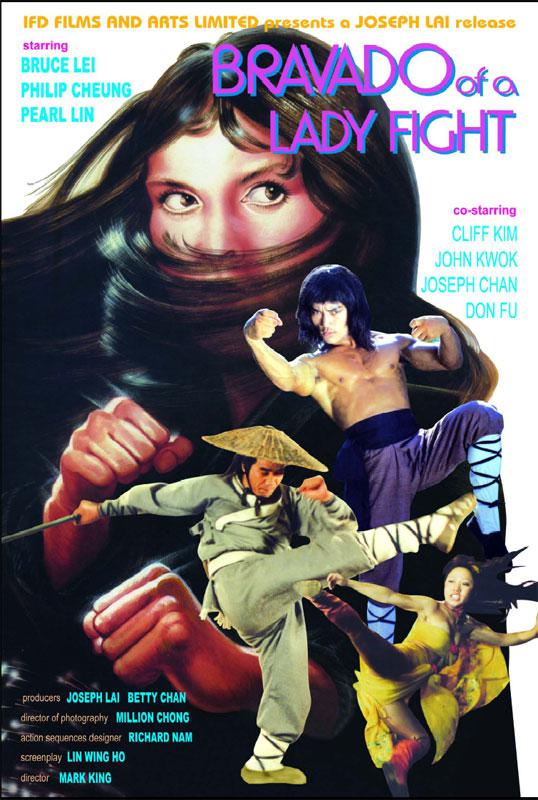 IFD FILMS AND ARTS LIMITED presents a JOSEPH LAI release
starring
BRUCE LEI
PHILIP CHEUNG
PEARL LIN
BRAVADO of a
LADY FIGHT
co-starring
CLIFF KIM
JOHN KWOK
JOSEPH CHAN
DON FU
producers JOSEPH LAI BETTY CHAN
director of photography MILLION CHONG
action sequences designer RICHARD NAM
screenplay LIN WING HO
director MARK KING